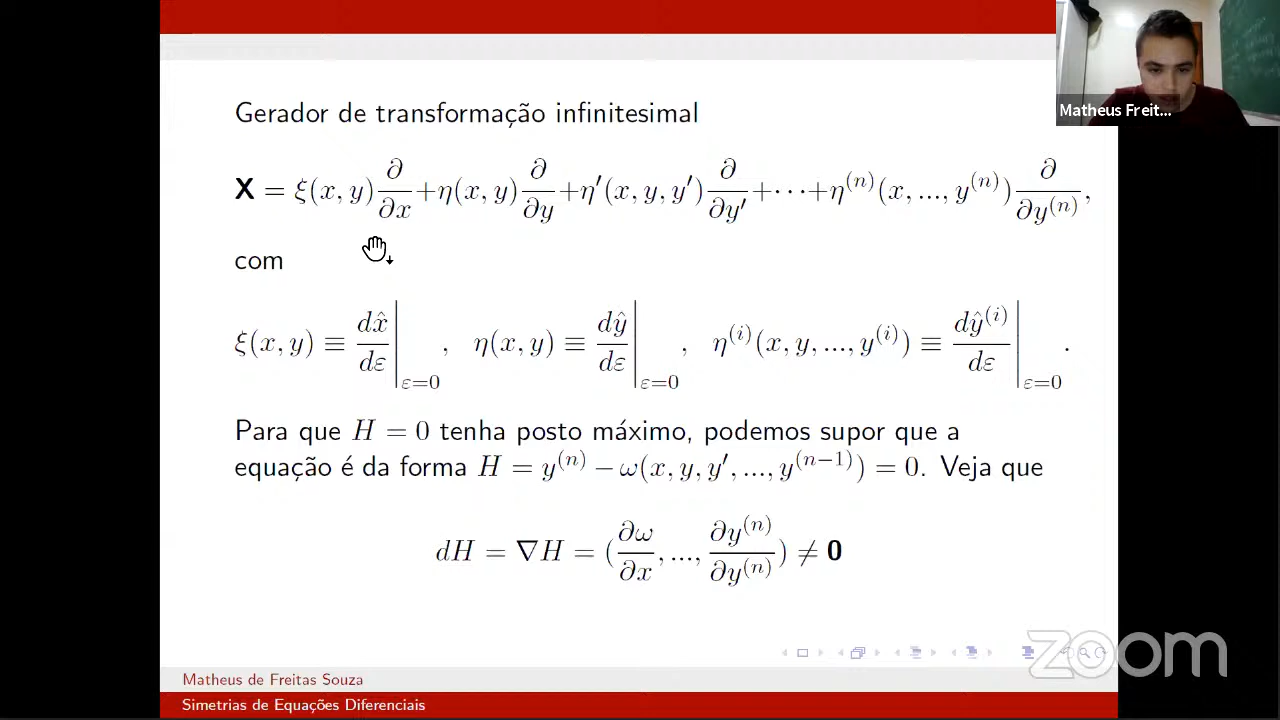 Gerador de transformação infinitesimal
X = ξ(x, y) ∂/∂x + η(x, y) ∂/∂y + η′(x, y, y′) ∂/∂y′ + ··· + η⁽ⁿ⁾(x, ..., y⁽ⁿ⁾) ∂/∂y⁽ⁿ⁾,
com
ξ(x, y) ≡ dx̂/dε |ε=0 , η(x, y) ≡ dŷ/dε |ε=0 , η⁽ⁱ⁾(x, y, ..., y⁽ⁱ⁾) ≡ dŷ⁽ⁱ⁾/dε |ε=0 .
Para que H = 0 tenha posto máximo, podemos supor que a
equação é da forma H = y⁽ⁿ⁾ − ω(x, y, y′, ..., y⁽ⁿ⁻¹⁾) = 0. Veja que
dH = ∇H = (∂ω/∂x, ..., ∂y⁽ⁿ⁾/∂y⁽ⁿ⁾) ≠ 0
Matheus de Freitas Souza
Simetrias de Equações Diferenciais
Matheus Freit...
zoom